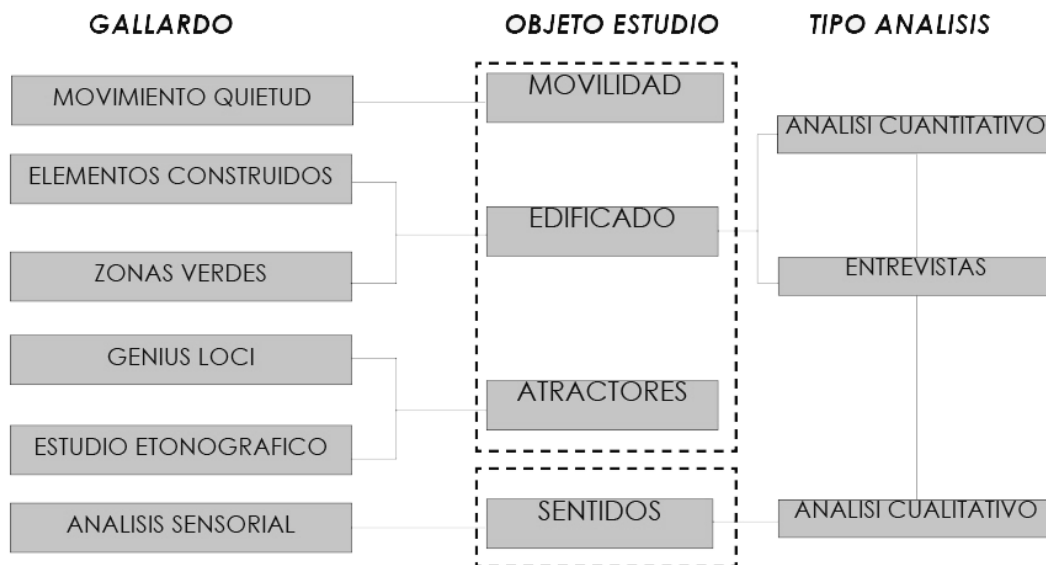 GALLARDO
OBJETO ESTUDIO
TIPO ANALISIS
MOVIMIENTO QUIETUD
ELEMENTOS CONSTRUIDOS
ZONAS VERDES
GENIUS LOCI
ESTUDIO ETONOGRAFICO
ANALISIS SENSORIAL
MOVILIDAD
EDIFICADO
ATRACTORES
SENTIDOS
ANALISI CUANTITATIVO
ENTREVISTAS
ANALISI CUALITATIVO